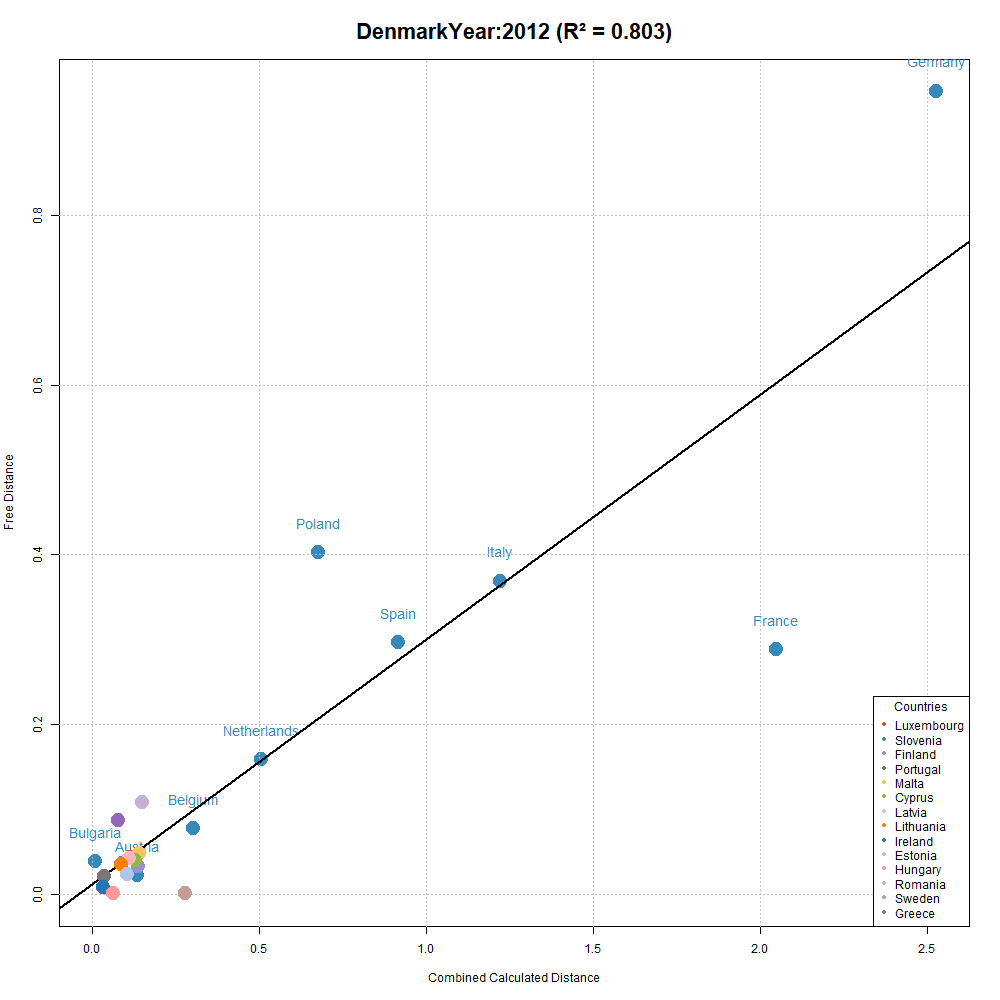 DenmarkYear:2012 (R² = 0.803)
Germany
Poland
Italy
Spain
France
Netherlands
Belgium
Bulgaria
Austria
Free Distance
0.0
0.2
0.4
0.6
0.8
0.0 0.5 1.0 1.5 2.0 2.5
Combined Calculated Distance
Countries
Luxembourg
Slovenia
Finland
Portugal
Malta
Cyprus
Latvia
Lithuania
Ireland
Estonia
Hungary
Romania
Sweden
Greece